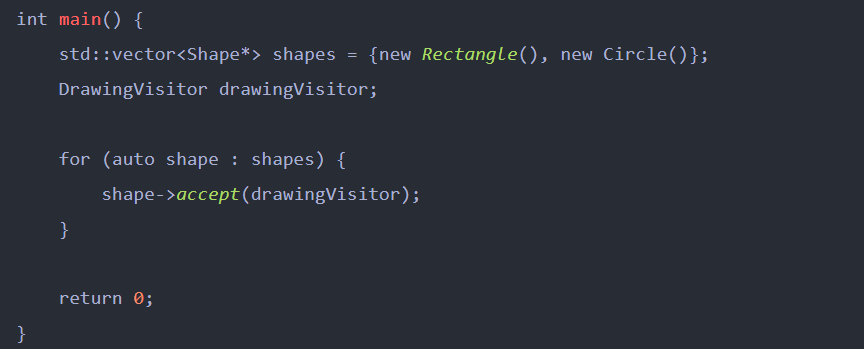 int main() {
    std::vector<Shape*> shapes = {new Rectangle(), new Circle()};
    DrawingVisitor drawingVisitor;
    for (auto shape : shapes) {
        shape->accept(drawingVisitor);
    }
    return 0;
}